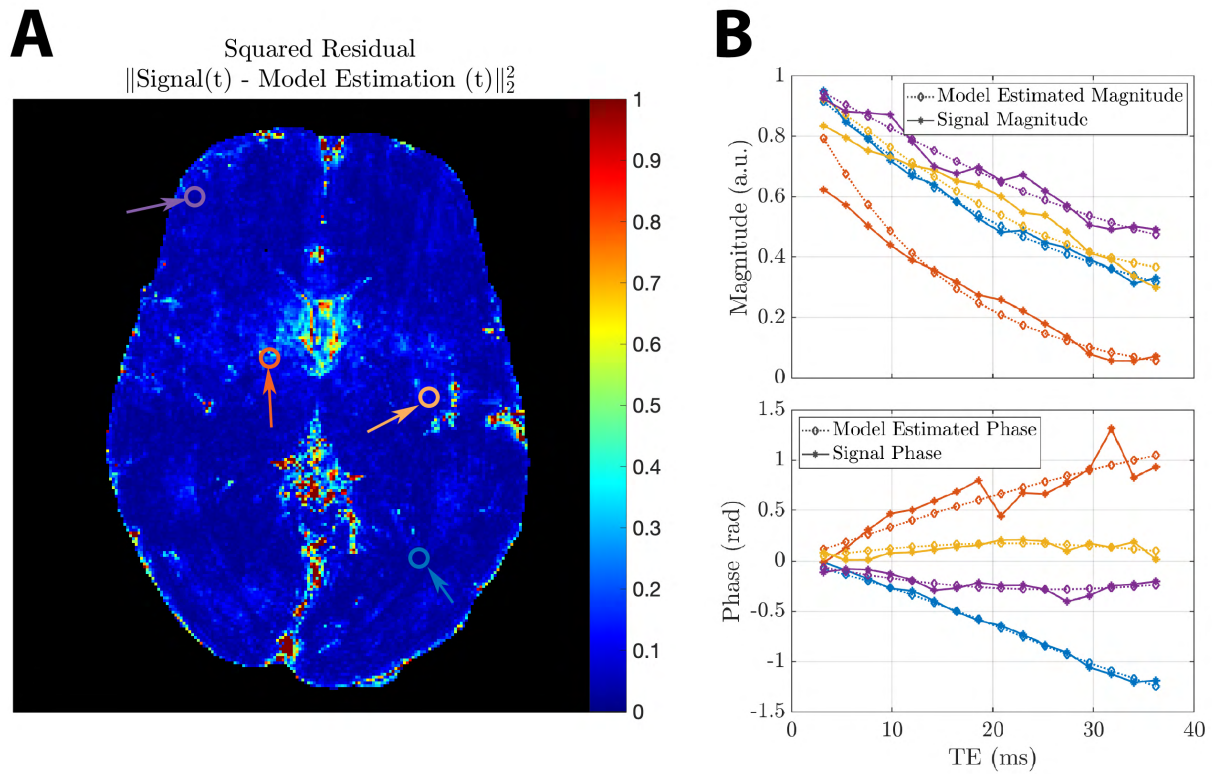 A
Squared Residual
‖Signal(t) - Model Estimation (t)‖₂²
1
0.9
0.8
0.7
0.6
0.5
0.4
0.3
0.2
0.1
0
B
1
0.8
0.6
0.4
0.2
0
Magnitude (a.u.)
Model Estimated Magnitude
Signal Magnitude
1.5
1
0.5
0
-0.5
-1
-1.5
Phase (rad)
Model Estimated Phase
Signal Phase
0 10 20 30 40
TE (ms)